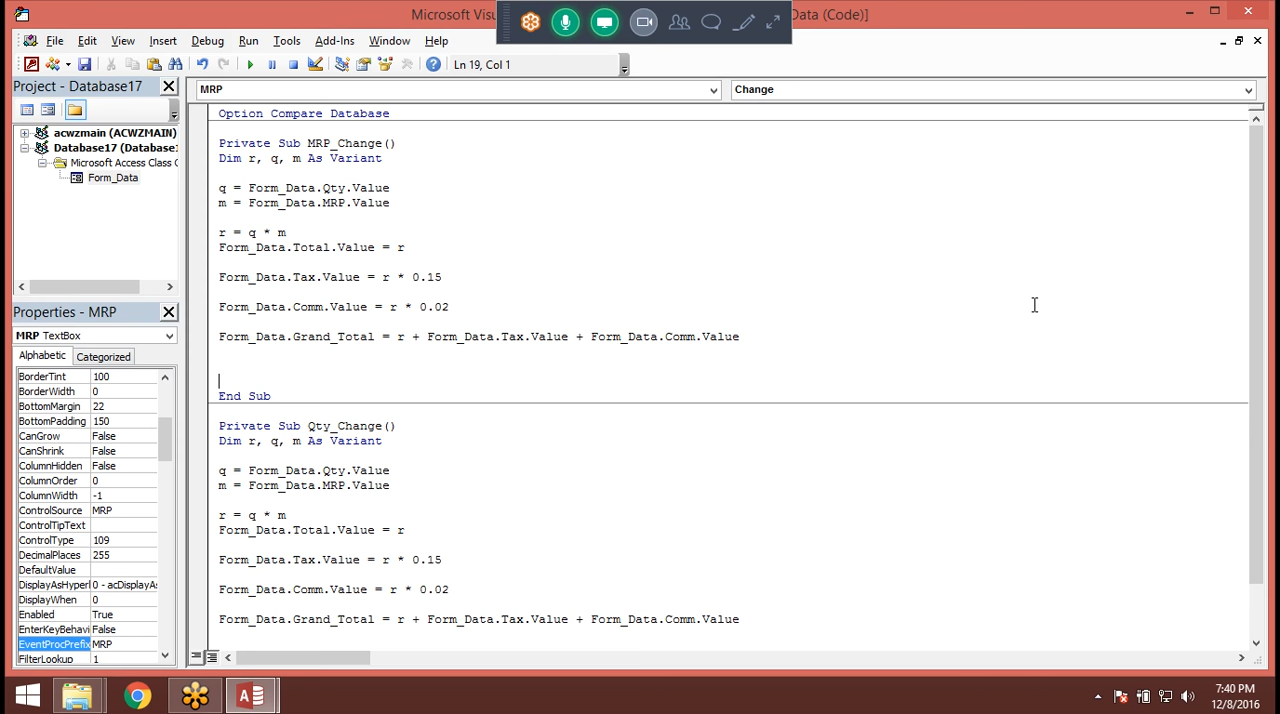 Microsoft Visu
Data (Code)]
File Edit View Insert Format Debug Run Tools Add-Ins Window Help
Ln 19, Col 1
Project - Database17
MRP
Change
acwzmain (ACWZMAIN)
Database17 (Database1
Microsoft Access Class O
Form_Data
Option Compare Database
Private Sub MRP_Change()
Dim r, q, m As Variant
q = Form_Data.Qty.Value
m = Form_Data.MRP.Value
r = q * m
Form_Data.Total.Value = r
Form_Data.Tax.Value = r * 0.15
Form_Data.Comm.Value = r * 0.02
Form_Data.Grand_Total = r + Form_Data.Tax.Value + Form_Data.Comm.Value
End Sub
Private Sub Qty_Change()
Dim r, q, m As Variant
q = Form_Data.Qty.Value
m = Form_Data.MRP.Value
r = q * m
Form_Data.Total.Value = r
Form_Data.Tax.Value = r * 0.15
Form_Data.Comm.Value = r * 0.02
Form_Data.Grand_Total = r + Form_Data.Tax.Value + Form_Data.Comm.Value
Properties - MRP
MRP TextBox
Alphabetic Categorized
BorderTint 100
BorderWidth 0
BottomMargin 22
BottomPadding 150
CanGrow False
CanShrink False
ColumnHidden False
ColumnOrder 0
ColumnWidth -1
ControlSource MRP
ControlTipText
ControlType 109
DecimalPlaces 255
DefaultValue
DisplayAsHyperl 0 - acDisplayAs
DisplayWhen 0
Enabled True
EnterKeyBehavi False
EventProcPrefix MRP
FilterLookup 1
7:40 PM
12/8/2016